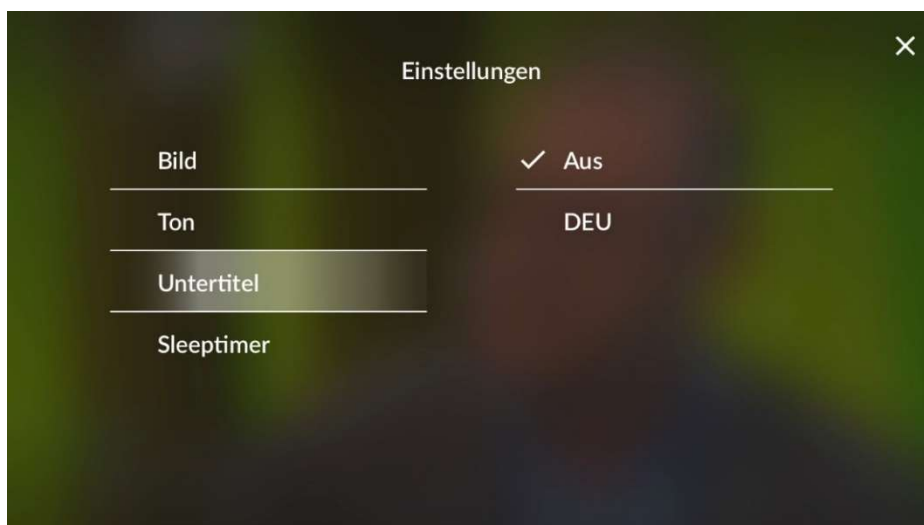 Einstellungen
Bild
Ton
Untertitel
Sleeptimer
Aus
DEU